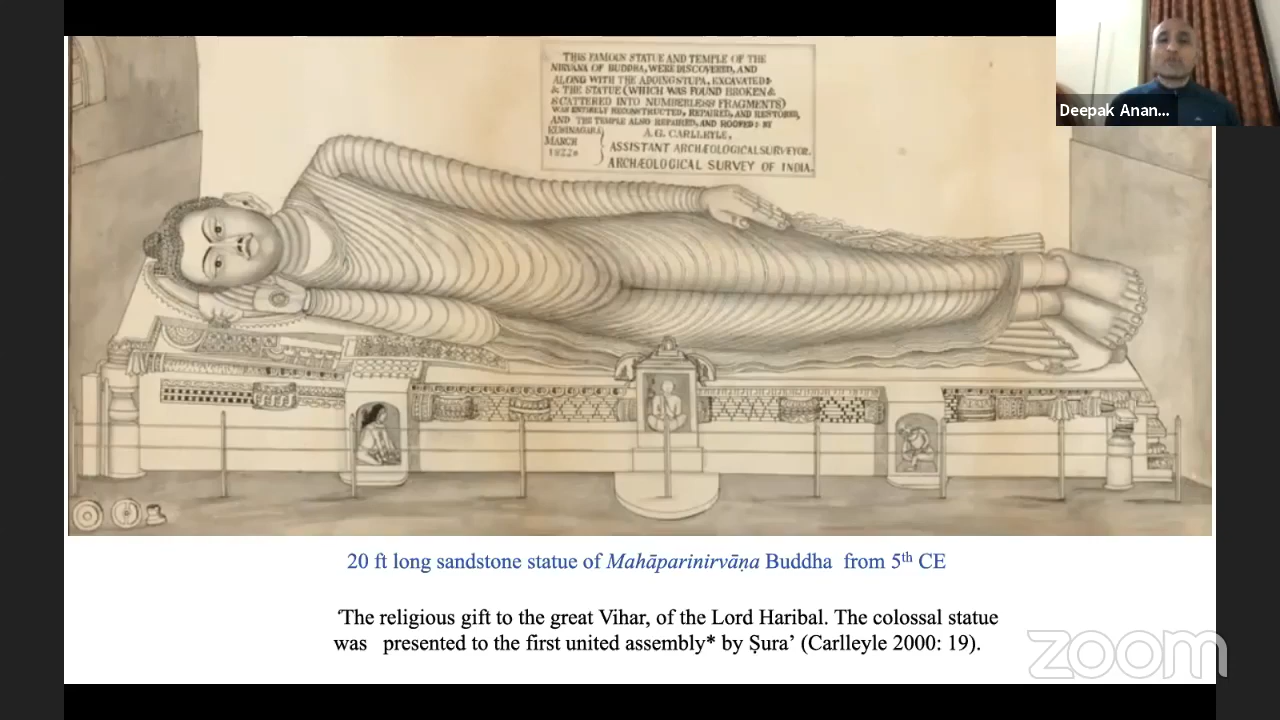 THIS FAMOUS STATUE AND TEMPLE OF THE
NIRVANA OF BUDDHA, WERE DISCOVERED, AND
ALONG WITH THE ADOINGSTUPA, EXCAVATED:
& THE STATUE (WHICH WAS FOUND BROKEN &
SCATTERED INTO NUMBERLESS FRAGMENTS)
WAS ENTIRELY RECONSTRUCTED, REPAIRED, AND RESTORED,
AND THE TEMPLE ALSO REPAIRED, AND ROOFED: BY
A. G. CARLLEYLE,
MARCH
ASSISTANT ARCHÆOLOGICAL SURVEYOR.
ARCHÆOLOGICAL SURVEY OF INDIA.
Deepak Anan...
20 ft long sandstone statue of Mahāparinirvāṇa Buddha from 5th CE
'The religious gift to the great Vihar, of the Lord Haribal. The colossal statue
was presented to the first united assembly* by Ṣura' (Carlleyle 2000: 19).
zoom